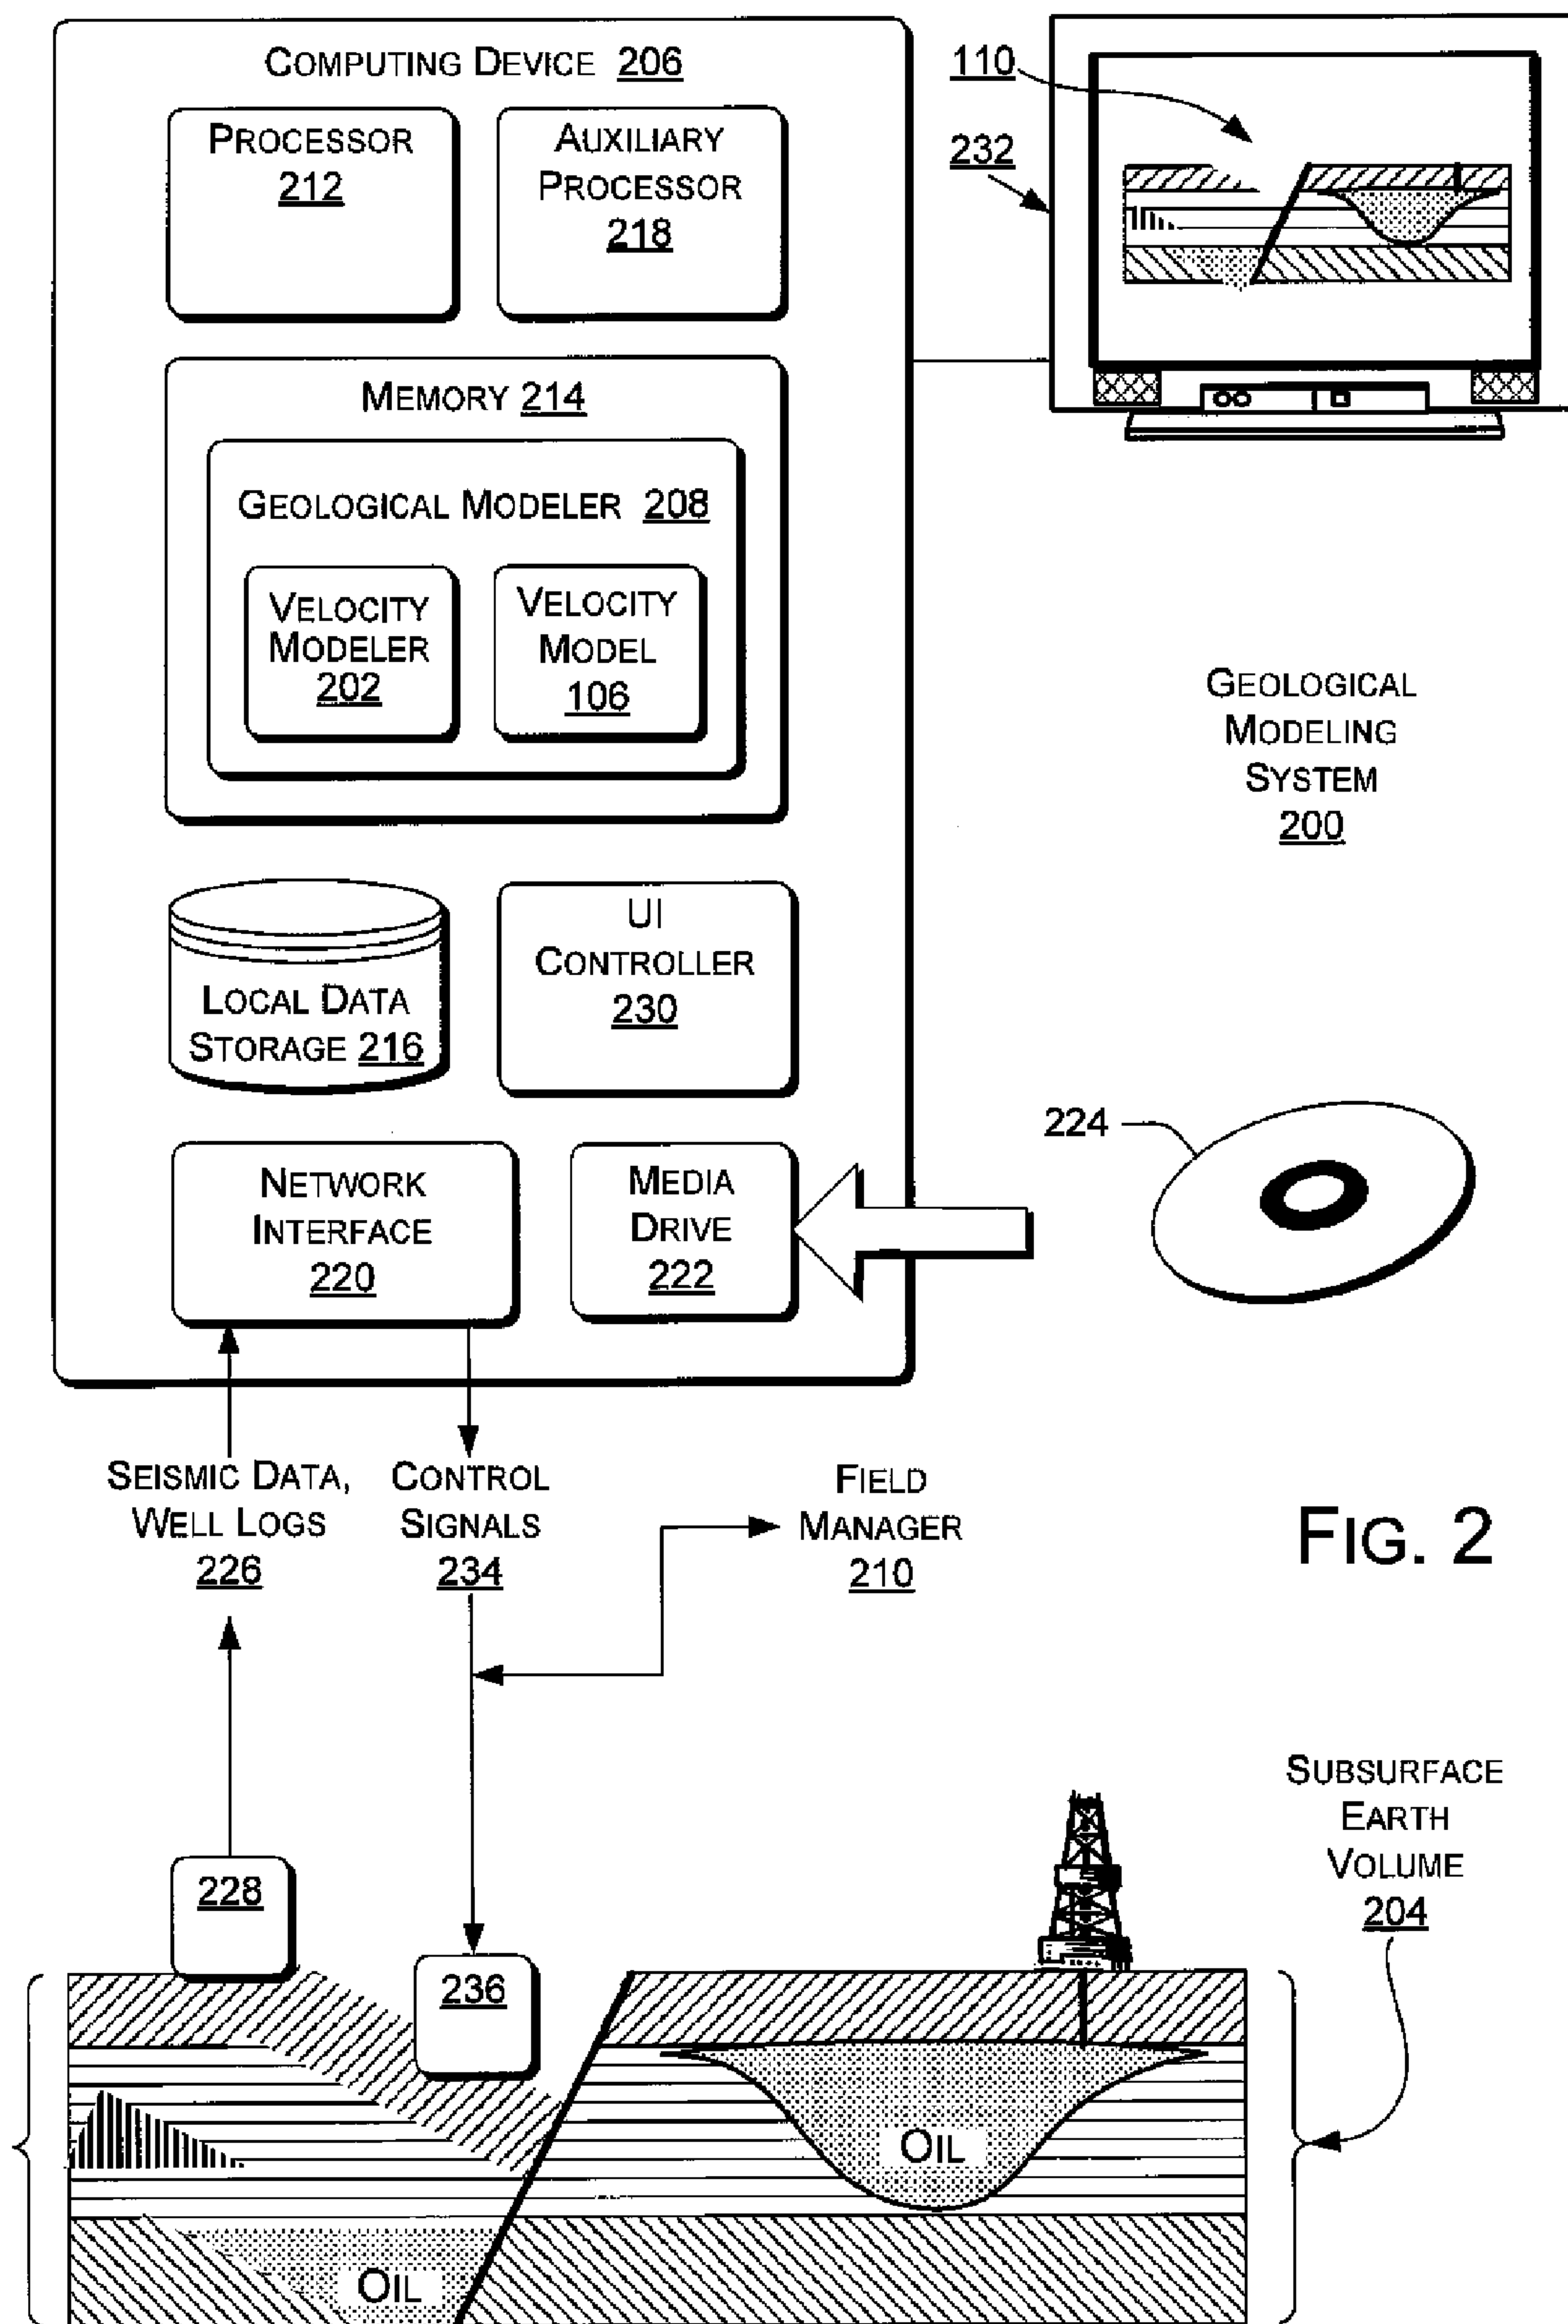 COMPUTING DEVICE 206
PROCESSOR
212
AUXILIARY
PROCESSOR
218
110
232
MEMORY 214
GEOLOGICAL MODELER 208
VELOCITY
MODELER
202
VELOCITY
MODEL
106
GEOLOGICAL
MODELING
SYSTEM
200
LOCAL DATA
STORAGE 216
UI
CONTROLLER
230
NETWORK
INTERFACE
220
MEDIA
DRIVE
222
224
SEISMIC DATA,
WELL LOGS
226
CONTROL
SIGNALS
234
FIELD
MANAGER
210
FIG. 2
SUBSURFACE
EARTH
VOLUME
204
228
236
OIL
OIL